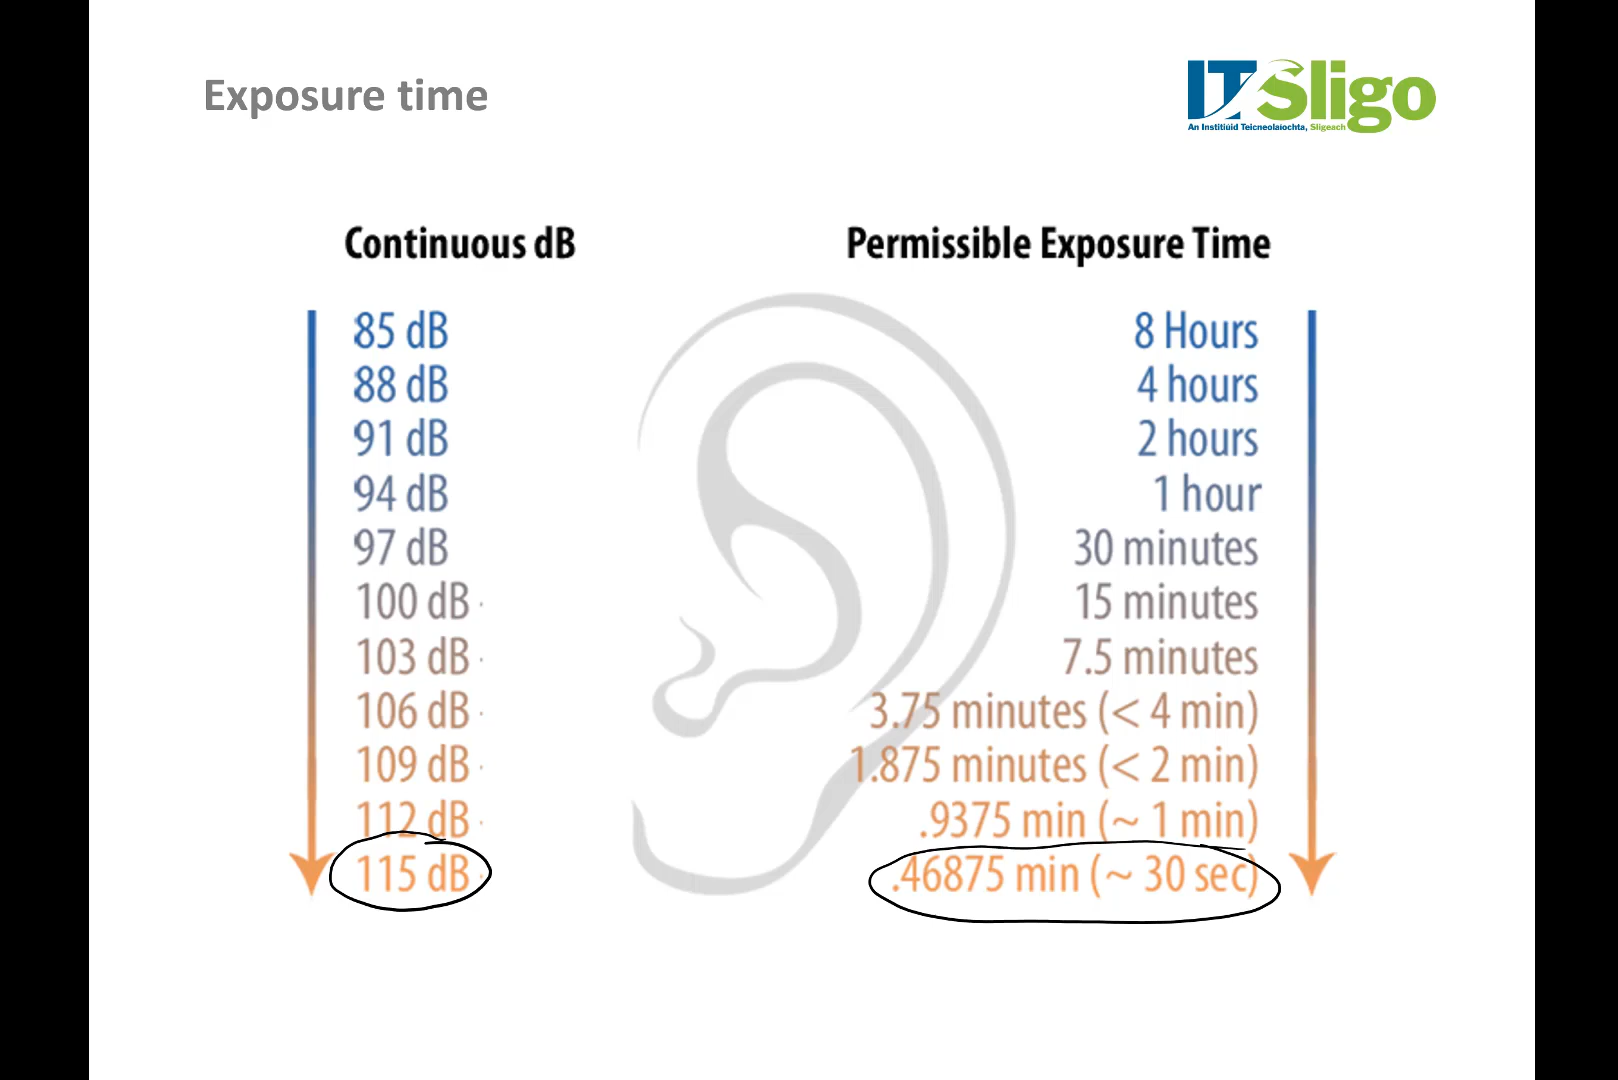 Exposure time
IT Sligo
An Institiúid Teicneolaíochta, Sligeach
Continuous dB Permissible Exposure Time
85 dB 8 Hours
88 dB 4 hours
91 dB 2 hours
94 dB 1 hour
97 dB 30 minutes
100 dB 15 minutes
103 dB 7.5 minutes
106 dB 3.75 minutes (< 4 min)
109 dB 1.875 minutes (< 2 min)
112 dB .9375 min (~ 1 min)
115 dB .46875 min (~ 30 sec)